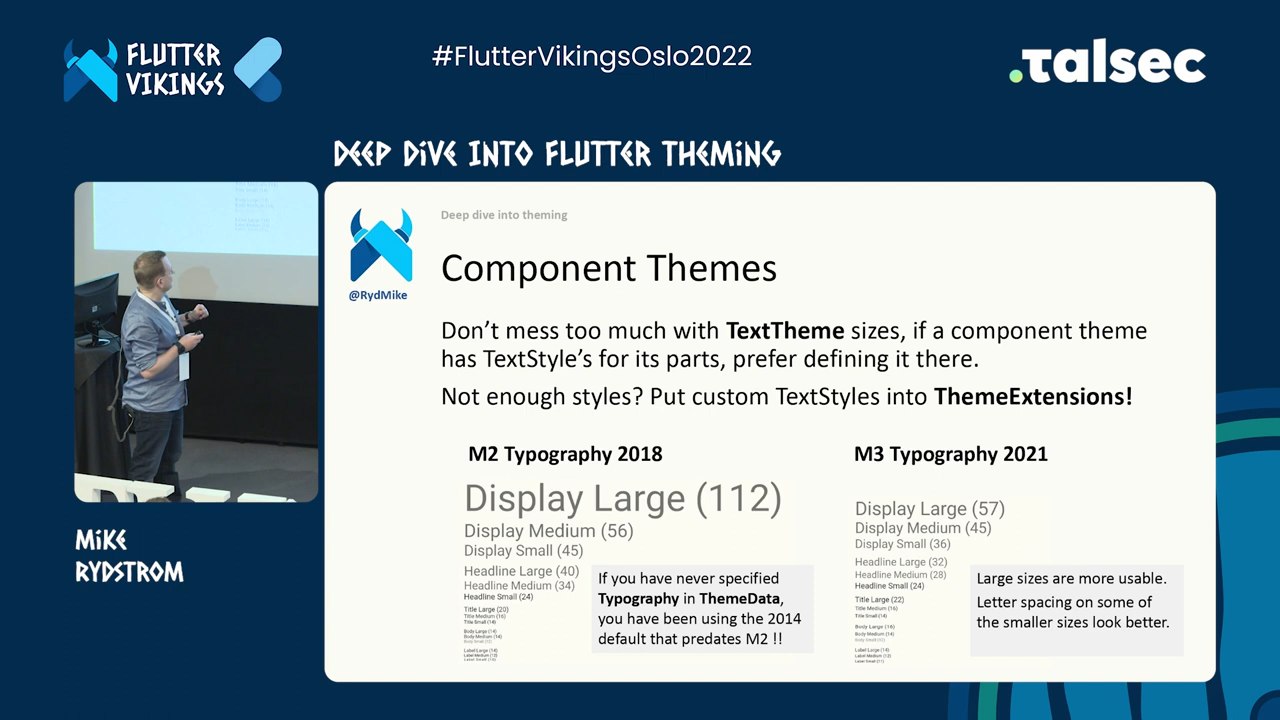 FLUTTER
VIKINGS
#FlutterVikingsOslo2022
.talsec
DEEP DIVE INTO FLUTTER THEMING
Deep dive into theming
@RydMike
Component Themes
Don't mess too much with TextTheme sizes, if a component theme
has TextStyle's for its parts, prefer defining it there.
Not enough styles? Put custom TextStyles into ThemeExtensions!
M2 Typography 2018
Display Large (112)
Display Medium (56)
Display Small (45)
Headline Large (40)
Headline Medium (34)
Headline Small (24)
Title Large (20)
Title Medium (16)
Title Small (14)
Body Large (16)
Body Medium (14)
Body Small (12)
Label Large (14)
If you have never specified
Typography in ThemeData,
you have been using the 2014
default that predates M2 !!
M3 Typography 2021
Display Large (57)
Display Medium (45)
Display Small (36)
Headline Large (32)
Headline Medium (28)
Headline Small (24)
Title Large (22)
Title Medium (16)
Title Small (14)
Body Large (16)
Body Medium (14)
Body Small (12)
Label Large (14)
Label Medium (12)
Label Small (11)
Large sizes are more usable.
Letter spacing on some of
the smaller sizes look better.
MIKE
RYDSTROM